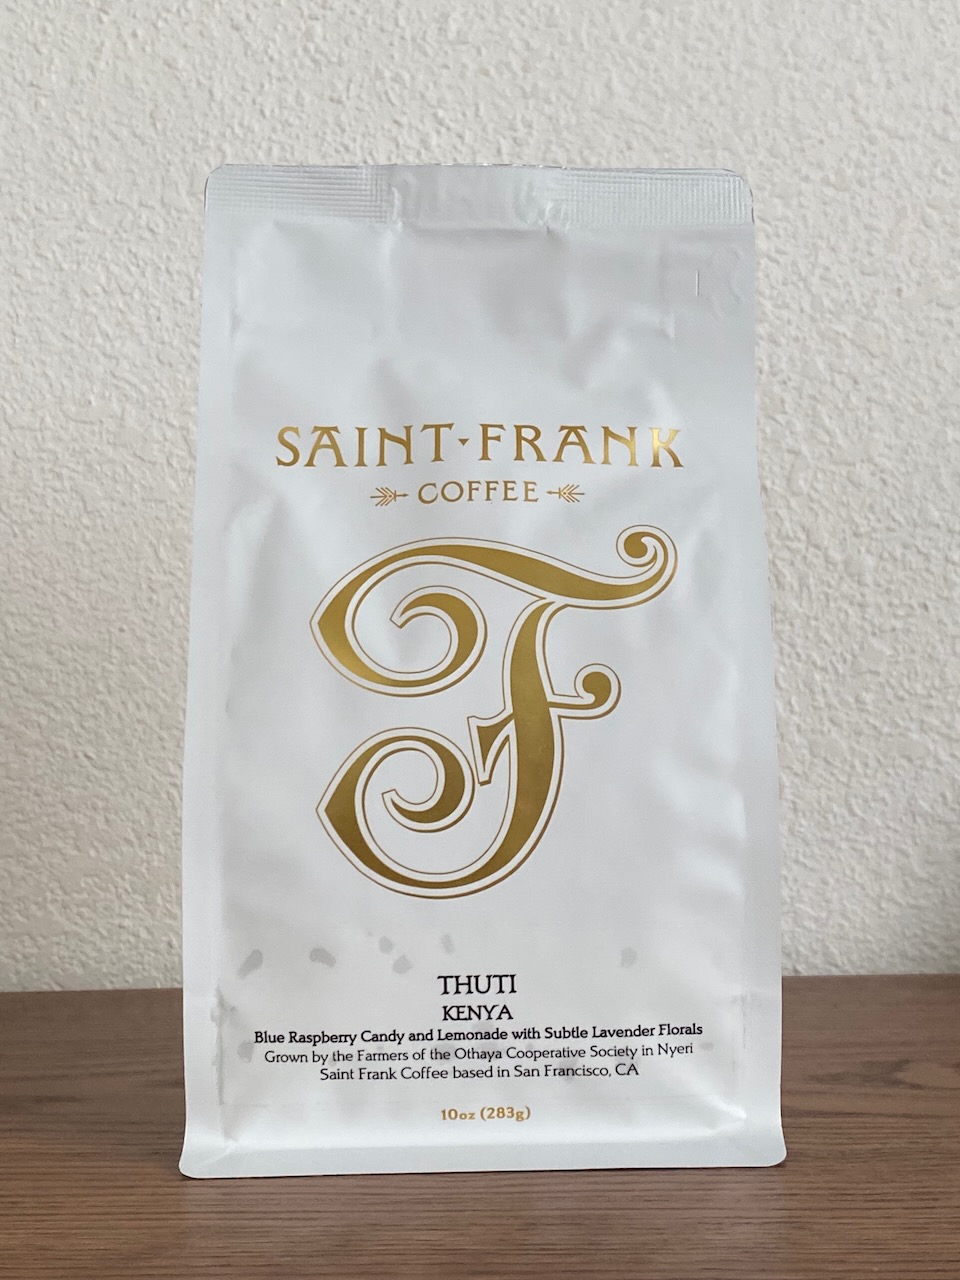 SAINT·FRANK
COFFEE
F
THUTI
KENYA
Blue Raspberry Candy and Lemonade with Subtle Lavender Florals
Grown by the Farmers of the Othaya Cooperative Society in Nyeri
Saint Frank Coffee based in San Francisco, CA
10oz (283g)